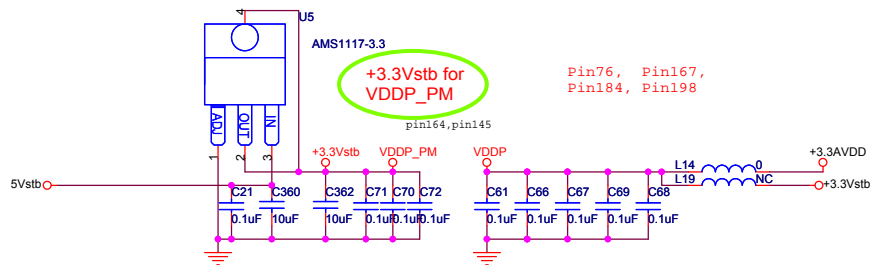 4
U5
AMS1117-3.3
+3.3Vstb for
VDDP_PM
Pin76, Pin167,
Pin184, Pin198
pin164,pin145
ADJ
OUT
IN
1
2
3
+3.3Vstb
VDDP_PM
VDDP
+3.3AVDD
L14
0
L19
NC
5Vstb
+3.3Vstb
C21
C360
C362
C71
C70
C72
C61
C66
C67
C69
C68
0.1uF
10uF
10uF
0.1uF
0.1uF
0.1uF
0.1uF
0.1uF
0.1uF
0.1uF
0.1uF